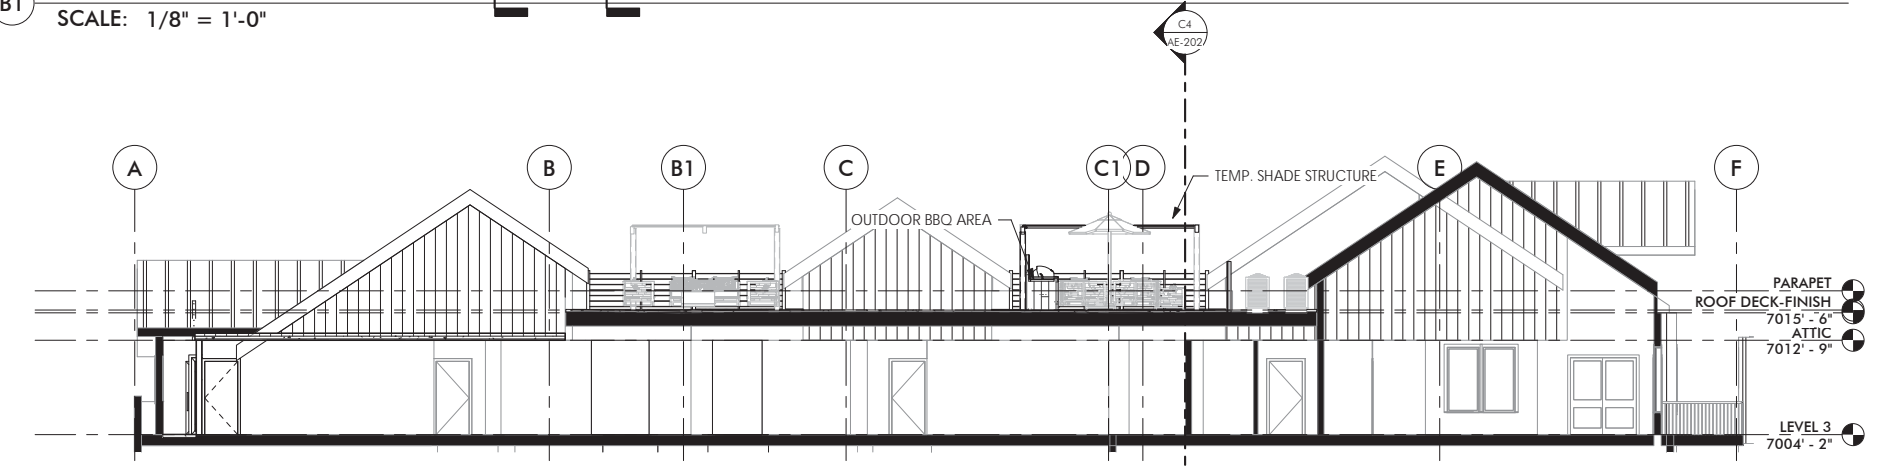 B1
SCALE: 1/8" = 1'-0"
C4
AE-202
A
B
B1
C
C1
D
E
F
TEMP. SHADE STRUCTURE
OUTDOOR BBQ AREA
PARAPET
ROOF DECK-FINISH
7015' - 6"
ATTIC
7012' - 9"
LEVEL 3
7004' - 2"